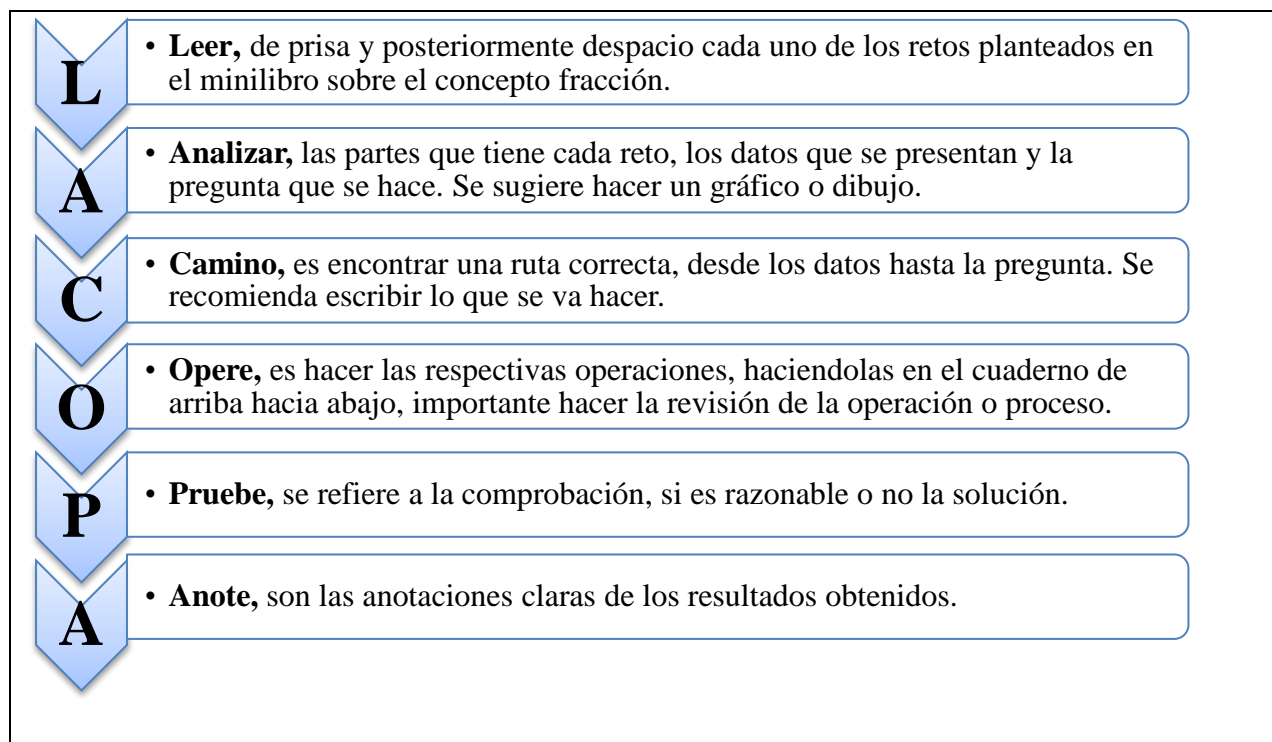 L
• Leer, de prisa y posteriormente despacio cada uno de los retos planteados en
el minilibro sobre el concepto fracción.
A
• Analizar, las partes que tiene cada reto, los datos que se presentan y la
pregunta que se hace. Se sugiere hacer un gráfico o dibujo.
C
• Camino, es encontrar una ruta correcta, desde los datos hasta la pregunta. Se
recomienda escribir lo que se va hacer.
O
• Opere, es hacer las respectivas operaciones, haciendolas en el cuaderno de
arriba hacia abajo, importante hacer la revisión de la operación o proceso.
P
• Pruebe, se refiere a la comprobación, si es razonable o no la solución.
A
• Anote, son las anotaciones claras de los resultados obtenidos.